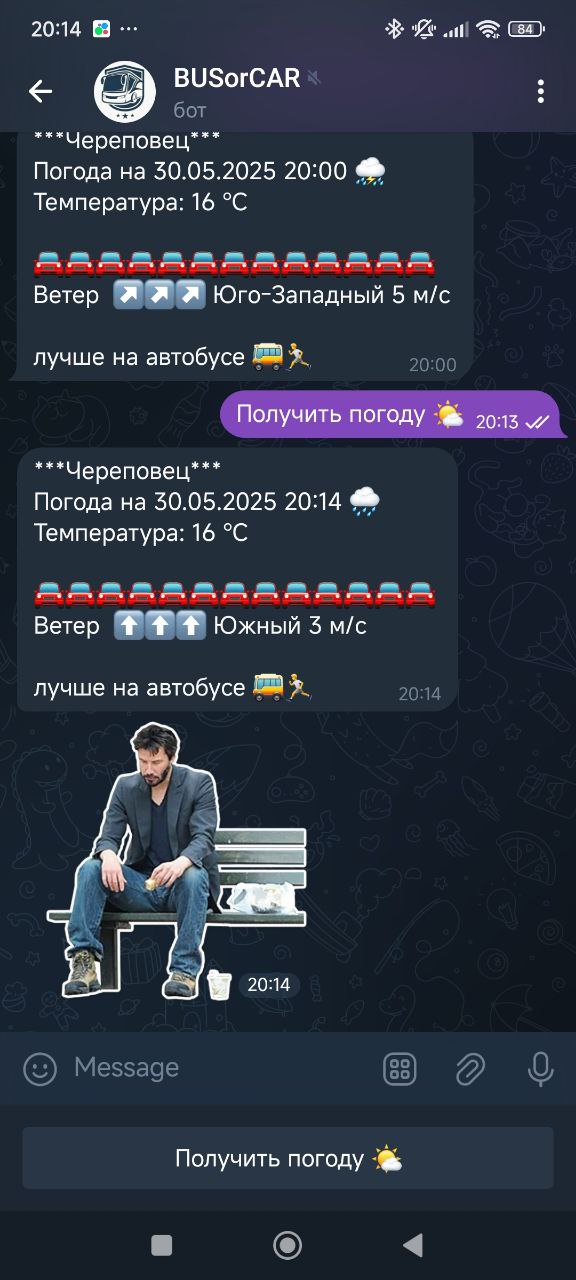 20:14
84
BUSorCAR
бот
***Череповец***
Погода на 30.05.2025 20:00 ⛈️
Температура: 16 °C
🚘🚘🚘🚘🚘🚘🚘🚘🚘🚘🚘🚘🚘
Ветер ↗️↗️↗️ Юго-Западный 5 м/с
лучше на автобусе 🚌🏃
20:00
Получить погоду 🌤️ 20:13
***Череповец***
Погода на 30.05.2025 20:14 🌧️
Температура: 16 °C
🚘🚘🚘🚘🚘🚘🚘🚘🚘🚘🚘🚘🚘
Ветер ⬆️⬆️⬆️ Южный 3 м/с
лучше на автобусе 🚌🏃
20:14
20:14
Message
Получить погоду 🌤️